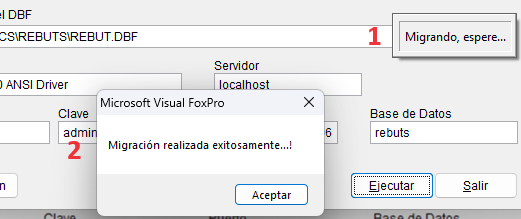 el DBF
CS\REBUTS\REBUT.DBF
1
Migrando, espere...
Servidor
0 ANSI Driver
localhost
Clave
Microsoft Visual FoxPro
Base de Datos
admin
6
rebuts
2
Migración realizada exitosamente...!
n
Aceptar
Ejecutar
Salir
Clave
Base de Datos